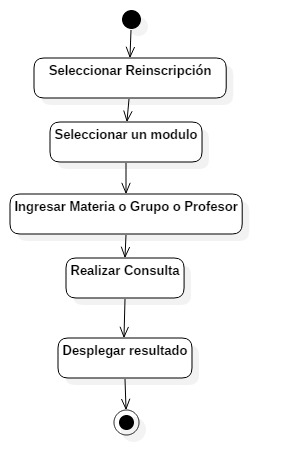 Seleccionar Reinscripción
Seleccionar un modulo
Ingresar Materia o Grupo o Profesor
Realizar Consulta
Desplegar resultado